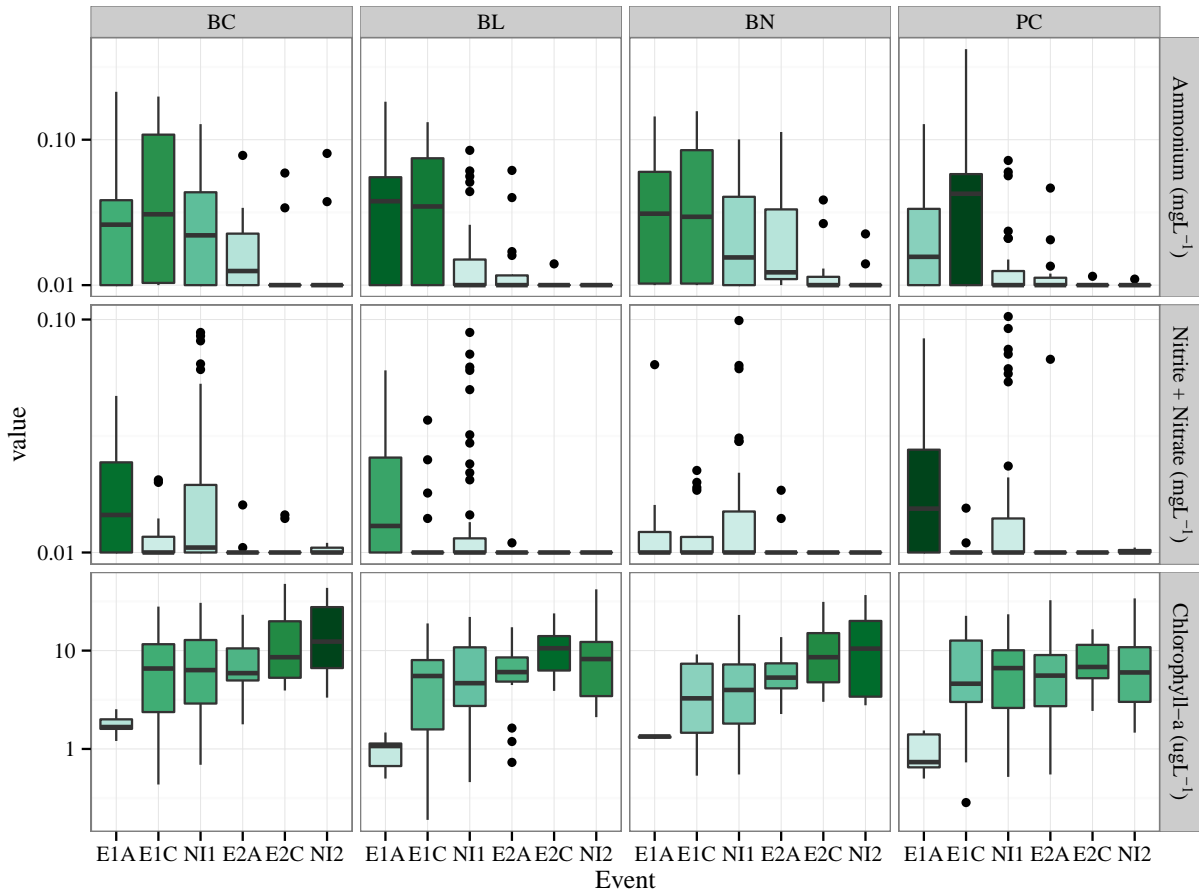 BC BL BN PC
0.10
0.01
Ammonium (mgL⁻¹)
0.10
0.01
Nitrite + Nitrate (mgL⁻¹)
10
1
Chlorophyll−a (ugL⁻¹)
value
E1A E1C NI1 E2A E2C NI2 E1A E1C NI1 E2A E2C NI2 E1A E1C NI1 E2A E2C NI2 E1A E1C NI1 E2A E2C NI2
Event